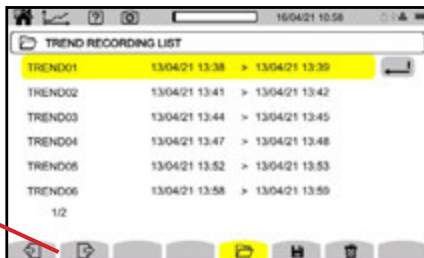 16/04/21 10:58
TREND RECORDING LIST
TREND01 13/04/21 13:38 > 13/04/21 13:39
TREND02 13/04/21 13:41 > 13/04/21 13:42
TREND03 13/04/21 13:44 > 13/04/21 13:45
TREND04 13/04/21 13:47 > 13/04/21 13:48
TREND05 13/04/21 13:52 > 13/04/21 13:53
TREND06 13/04/21 13:58 > 13/04/21 13:59
1/2